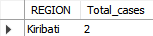 REGION Total_cases
Kiribati 2